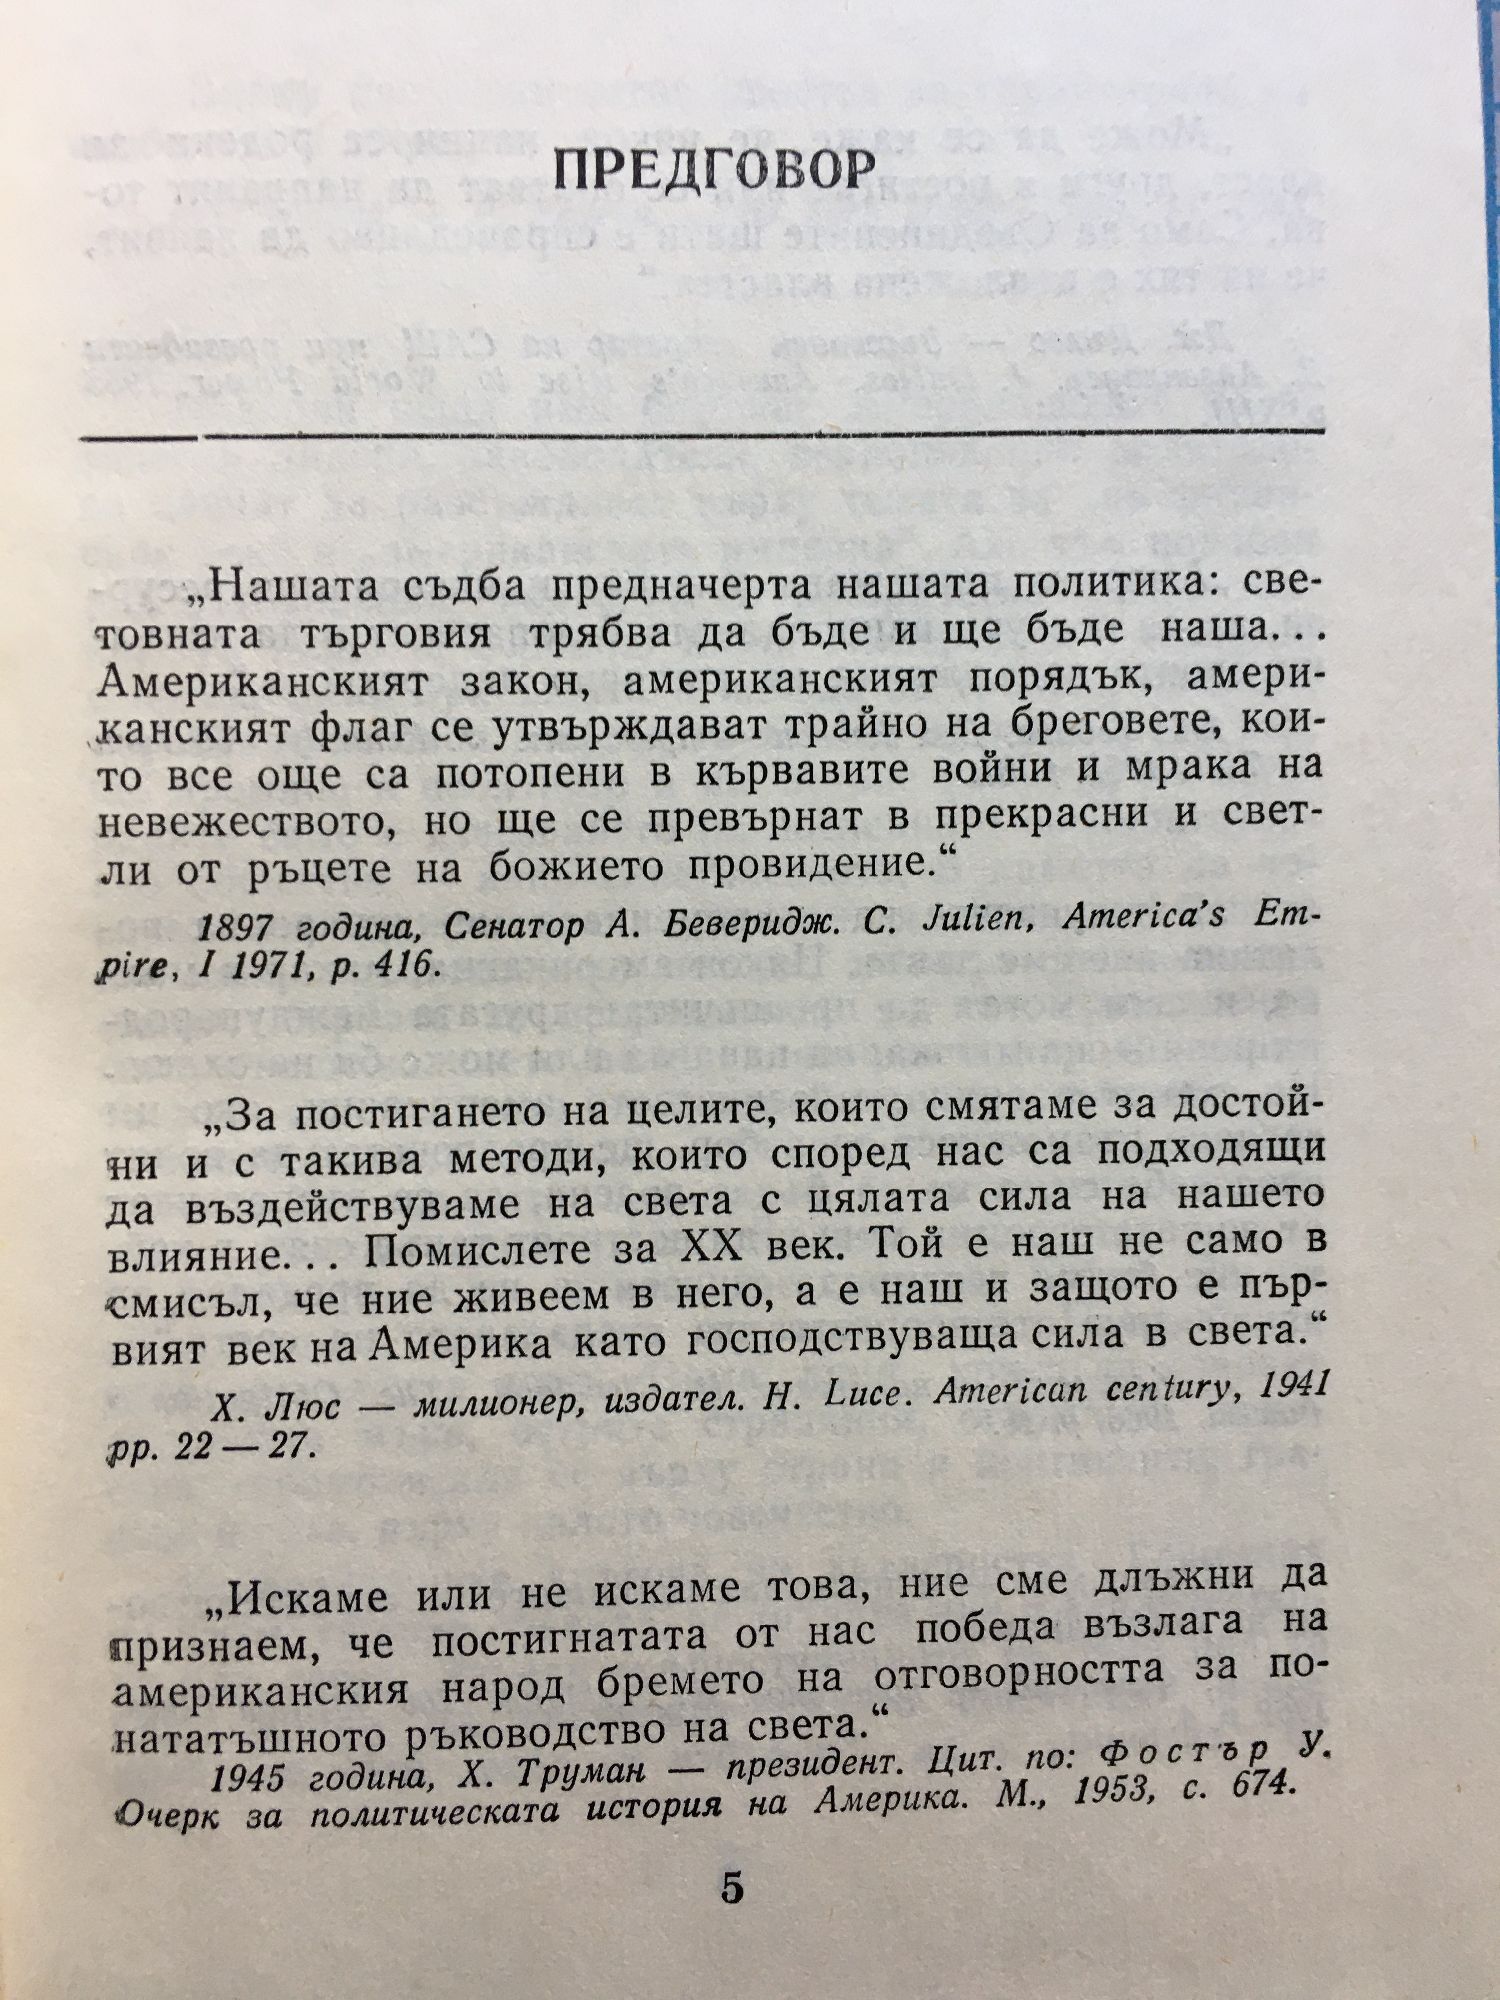 ПРЕДГОВОР
„Нашата съдба предначерта нашата политика: све-
товната търговия трябва да бъде и ще бъде наша...
Американският закон, американският порядък, амери-
канският флаг се утвърждават трайно на бреговете, кои-
то все още са потопени в кървавите войни и мрака на
невежеството, но ще се превърнат в прекрасни и свет-
ли от ръцете на божието провидение.“
1897 година, Сенатор А. Бевериdж. C. Julien, America's Em-
pire, I 1971, p. 416.
„За постигането на целите, които смятаме за достой-
ни и с такива методи, които според нас са подходящи
да въздействуваме на света с цялата сила на нашето
влияние... Помислете за XX век. Той е наш не само в
смисъл, че ние живеем в него, а е наш и защото е пър-
вият век на Америка като господствуваща сила в света.“
Х. Люс — милионер, издател. H. Luce. American century, 1941
pp. 22 — 27.
„Искаме или не искаме това, ние сме длъжни да
признаем, че постигнатата от нас победа възлага на
американския народ бремето на отговорността за по-
нататъшното ръководство на света.“
1945 година, Х. Труман — президент. Цит. по: Фостър У.
Очерк за политическата история на Америка. М., 1953, с. 674.
5